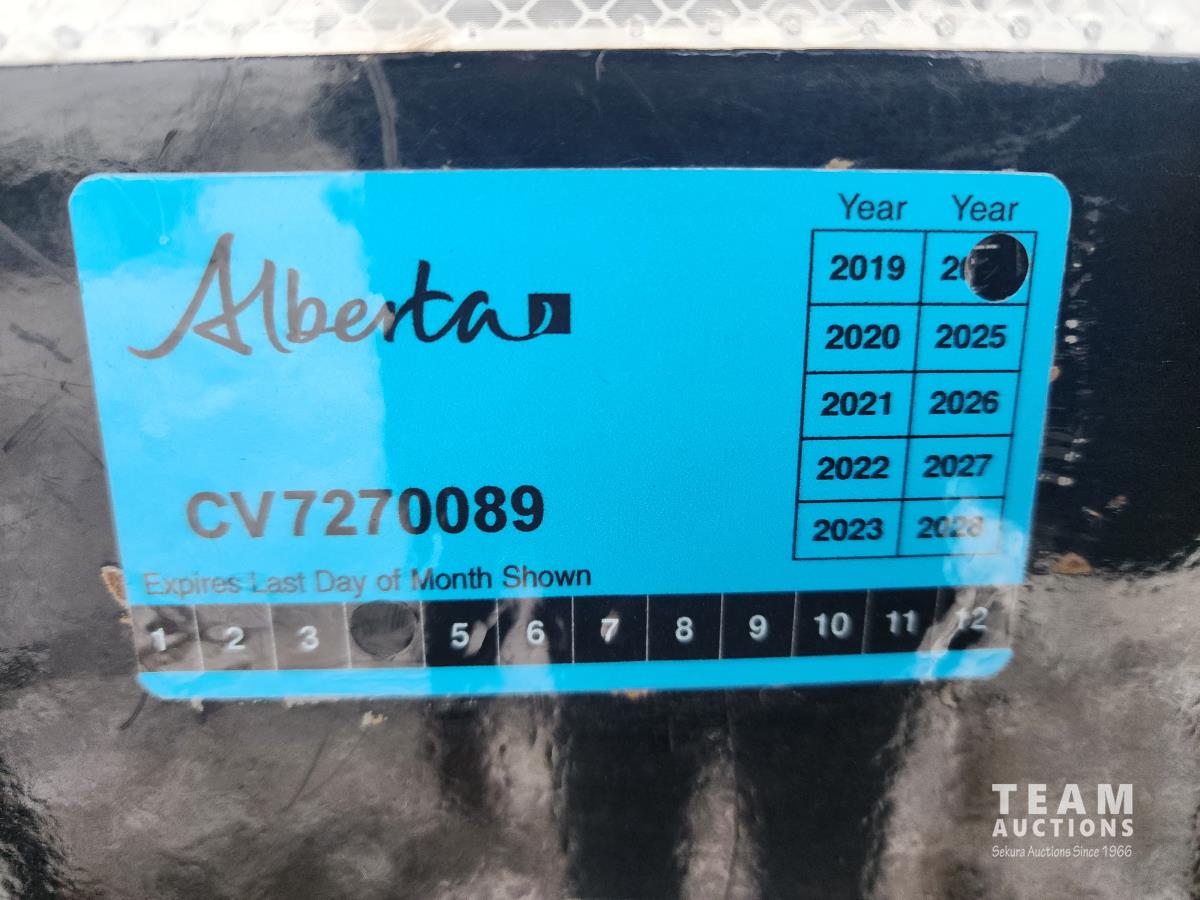 Year Year
Alberta
2019
2020 2025
2021 2026
2022 2027
2023 2028
CV7270089
Expires Last Day of Month Shown
1 2 3 5 6 7 8 9 10 11 12
TEAM
AUCTIONS
Sekura Auctions Since 1966